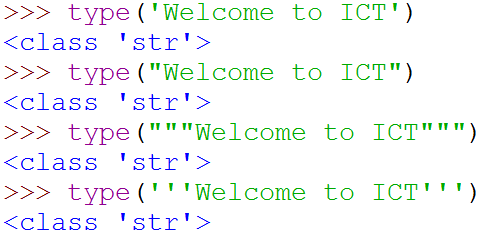 >>> type('Welcome to ICT')
<class 'str'>
>>> type("Welcome to ICT")
<class 'str'>
>>> type("""Welcome to ICT""")
<class 'str'>
>>> type('''Welcome to ICT''')
<class 'str'>